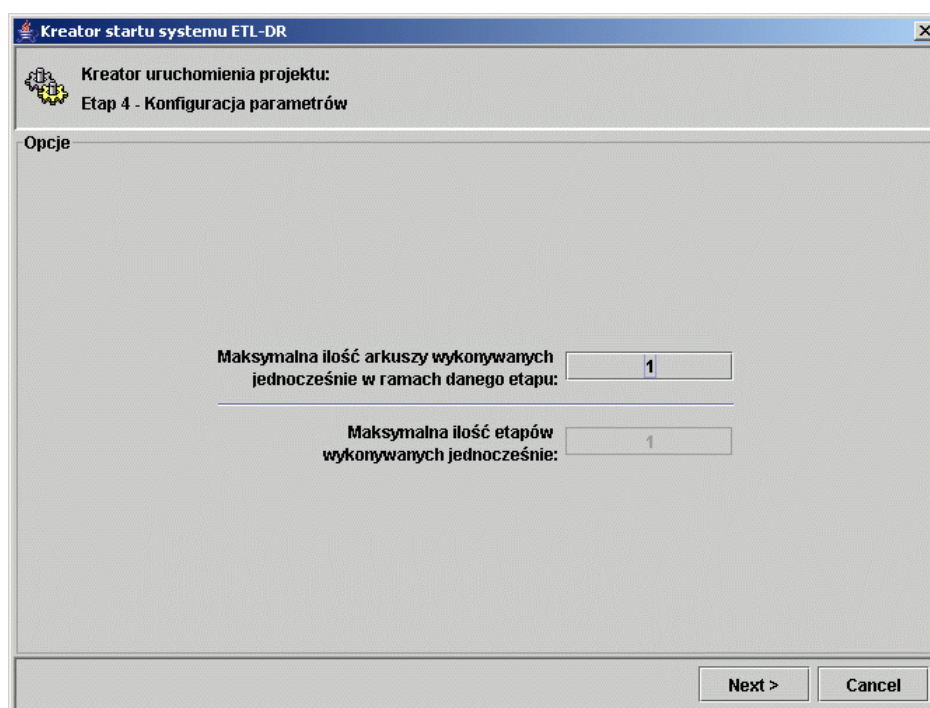 Kreator startu systemu ETL-DR
Kreator uruchomienia projektu:
Etap 4 - Konfiguracja parametrów
Opcje
Maksymalna ilość arkuszy wykonywanych
jednocześnie w ramach danego etapu:
1
Maksymalna ilość etapów
wykonywanych jednocześnie:
1
Next >
Cancel